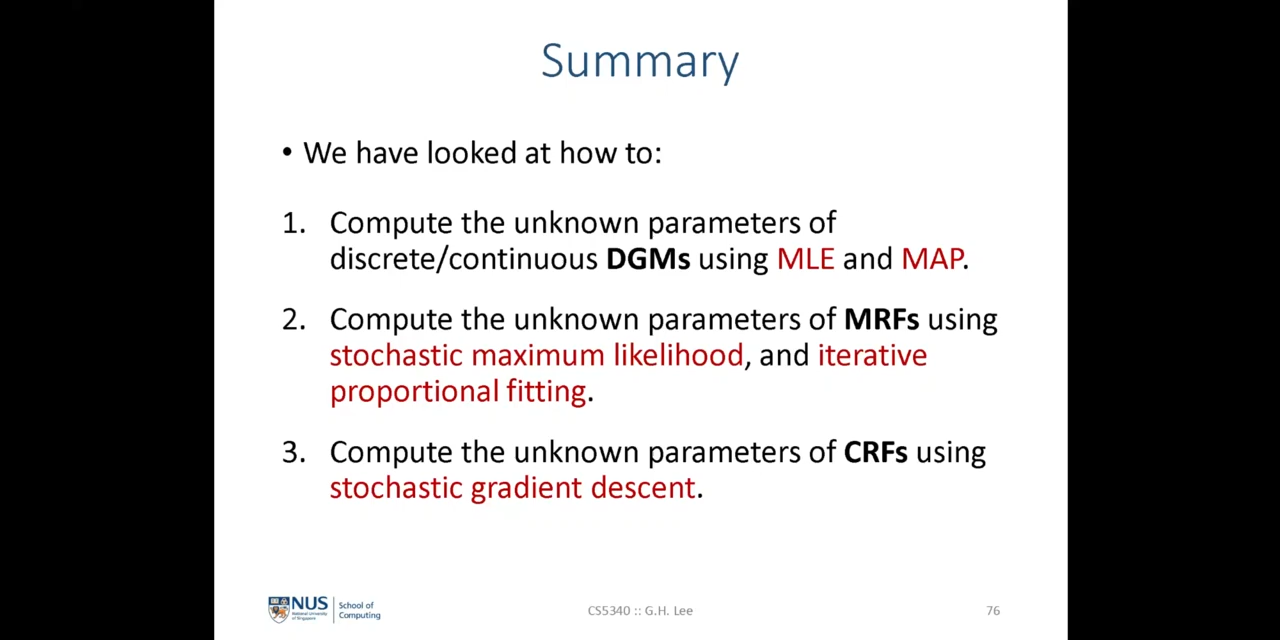 Summary
• We have looked at how to:
1. Compute the unknown parameters of
discrete/continuous DGMs using MLE and MAP.
2. Compute the unknown parameters of MRFs using
stochastic maximum likelihood, and iterative
proportional fitting.
3. Compute the unknown parameters of CRFs using
stochastic gradient descent.
NUS
National University
of Singapore
School of
Computing
CS5340 :: G.H. Lee
76